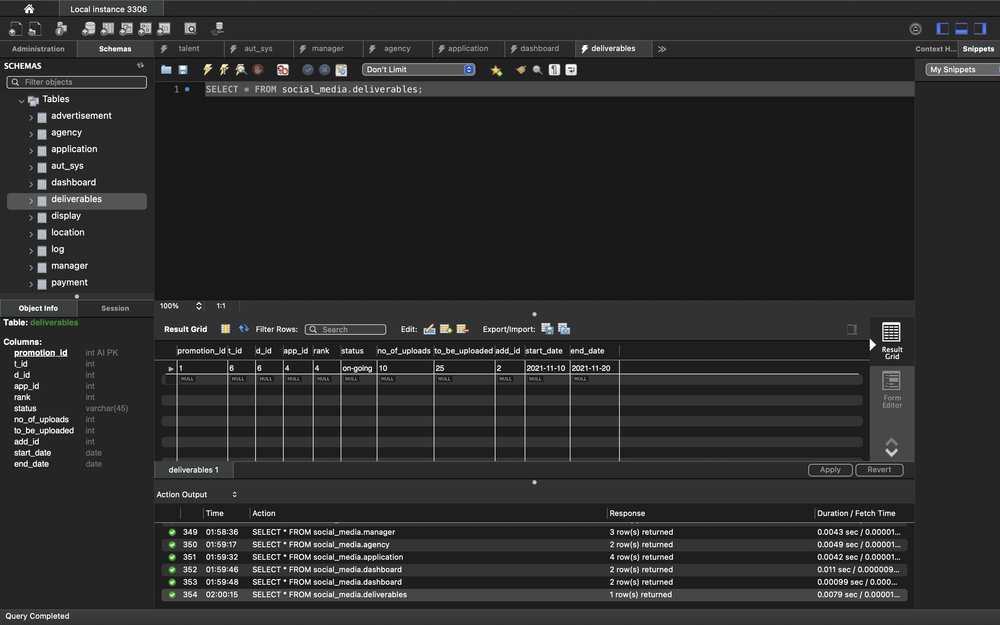 Local instance 3306
Administration Schemas
talent aut_sys manager agency application dashboard deliverables
Context H... Snippets
SCHEMAS
Filter objects
Don't Limit
My Snippets
1 SELECT * FROM social_media.deliverables;
Tables
advertisement
agency
application
aut_sys
dashboard
deliverables
display
location
log
manager
payment
100% 1:1
Object Info Session
Table: deliverables
Columns:
promotion_id int AI PK
t_id int
d_id int
app_id int
rank int
status varchar(45)
no_of_uploads int
to_be_uploaded int
add_id int
start_date date
end_date date
Result Grid Filter Rows: Search Edit: Export/Import:
promotion_id t_id d_id app_id rank status no_of_uploads to_be_uploaded add_id start_date end_date
1 6 6 4 4 on-going 10 25 2 2021-11-10 2021-11-20
NULL NULL NULL NULL NULL NULL NULL NULL NULL NULL NULL
Result
Grid
Form
Editor
deliverables 1
Apply Revert
Action Output
Time Action Response Duration / Fetch Time
349 01:58:36 SELECT * FROM social_media.manager 3 row(s) returned 0.0043 sec / 0.00001...
350 01:59:17 SELECT * FROM social_media.agency 2 row(s) returned 0.0049 sec / 0.00001...
351 01:59:32 SELECT * FROM social_media.application 4 row(s) returned 0.0042 sec / 0.00001...
352 01:59:46 SELECT * FROM social_media.dashboard 2 row(s) returned 0.011 sec / 0.000009...
353 01:59:48 SELECT * FROM social_media.dashboard 2 row(s) returned 0.00099 sec / 0.000...
354 02:00:15 SELECT * FROM social_media.deliverables 1 row(s) returned 0.0079 sec / 0.00001...
Query Completed